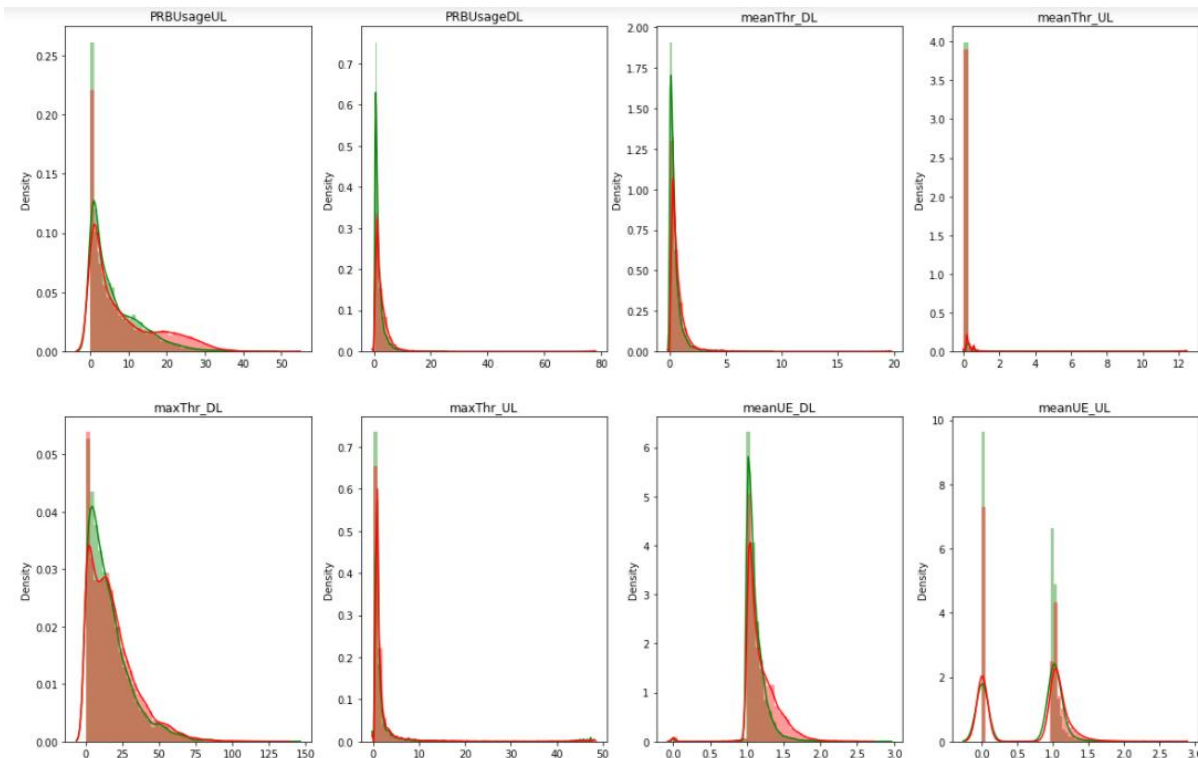 PRBUsageUL
PRBUsageDL
meanThr_DL
meanThr_UL
Density
0.25
0.20
0.15
0.10
0.05
0.00
0 10 20 30 40 50
Density
0.7
0.6
0.5
0.4
0.3
0.2
0.1
0.0
0 20 40 60 80
Density
2.00
1.75
1.50
1.25
1.00
0.75
0.50
0.25
0.00
0 5 10 15 20
Density
4.0
3.5
3.0
2.5
2.0
1.5
1.0
0.5
0.0
0 2 4 6 8 10 12
maxThr_DL
maxThr_UL
meanUE_DL
meanUE_UL
Density
0.05
0.04
0.03
0.02
0.01
0.00
0 25 50 75 100 125 150
Density
0.7
0.6
0.5
0.4
0.3
0.2
0.1
0.0
0 10 20 30 40 50
Density
6
5
4
3
2
1
0
0.0 0.5 1.0 1.5 2.0 2.5 3.0
Density
10
8
6
4
2
0
0.0 0.5 1.0 1.5 2.0 2.5 3.0